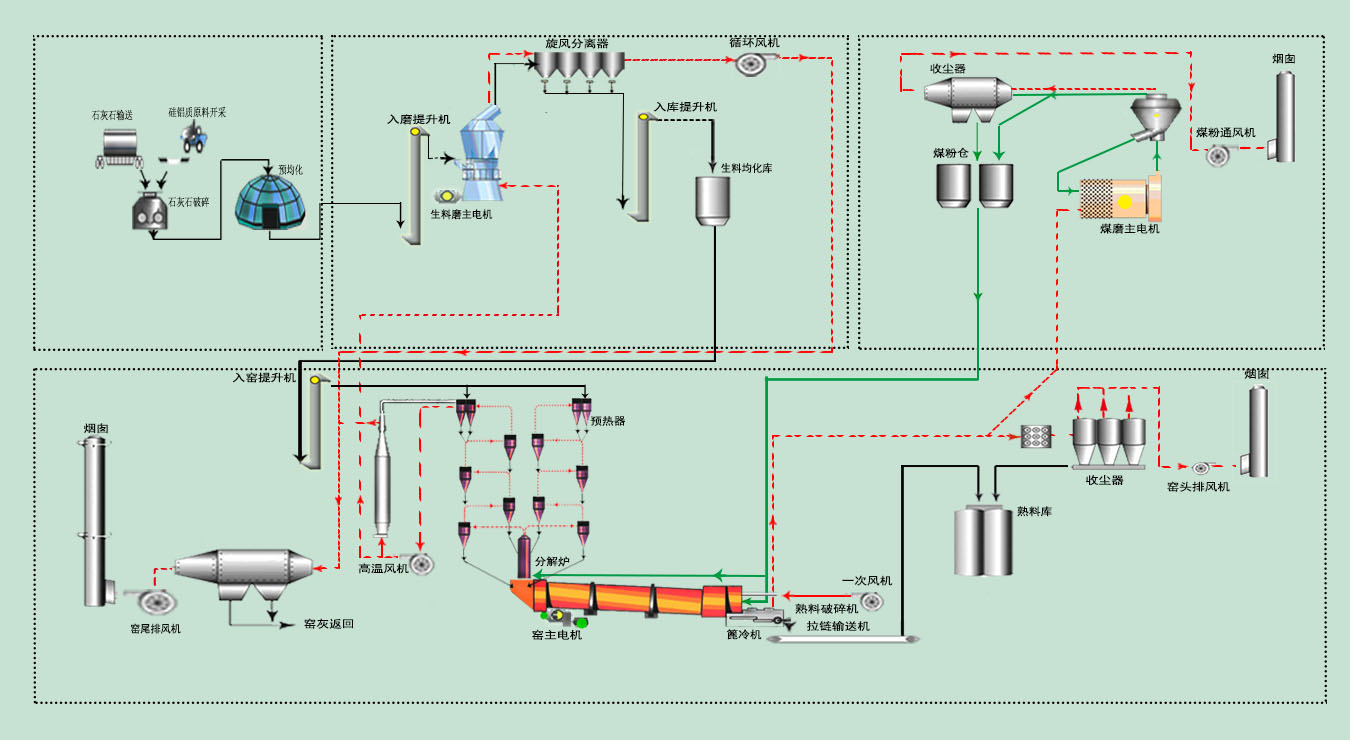 石灰石输送
硅铝质原料开采
石灰石破碎
预均化
旋风分离器
循环风机
入磨提升机
入库提升机
生料均化库
生料磨主电机
收尘器
烟囱
煤粉通风机
煤粉仓
煤磨主电机
入窑提升机
预热器
烟囱
烟囱
收尘器
窑头排风机
熟料库
高温风机
分解炉
一次风机
熟料破碎机
拉链输送机
窑尾排风机
窑灰返回
窑主电机
篦冷机